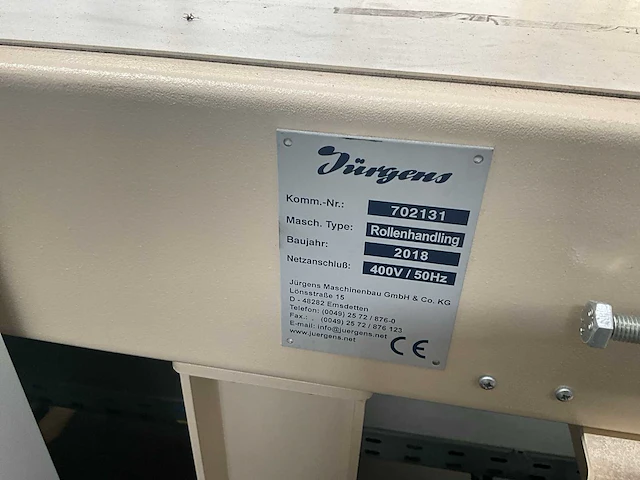 Jürgens
Komm.-Nr.: 702131
Masch. Type: Rollenhandling
Baujahr: 2018
Netzanschluß: 400V / 50Hz
Jürgens Maschinenbau GmbH & Co. KG
Lönsstraße 15
D - 48282 Emsdetten
Telefon: (0049) 25 72 / 876-0
Fax.: . (0049) 25 72 / 876 123
E-mail: info@juergens.net
www.juergens.net
CE